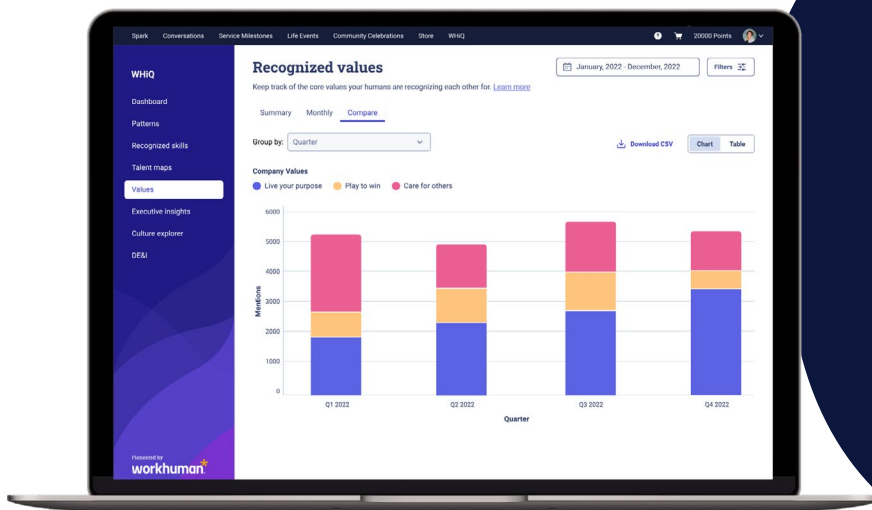 Spark Conversations Service Milestones Life Events Community Celebrations Store WHiQ ? 20000 Points
WHiQ
Dashboard
Patterns
Recognized skills
Talent maps
Values
Executive insights
Culture explorer
DE&I
Pioneered by
workhuman
Recognized values
January, 2022 - December, 2022
Filters
Keep track of the core values your humans are recognizing each other for. Learn more
Summary Monthly Compare
Group by: Quarter
Download CSV
Chart Table
Company Values
Live your purpose Play to win Care for others
Mentions
6000
5000
4000
3000
2000
1000
0
Q1 2022 Q2 2022 Q3 2022 Q4 2022
Quarter